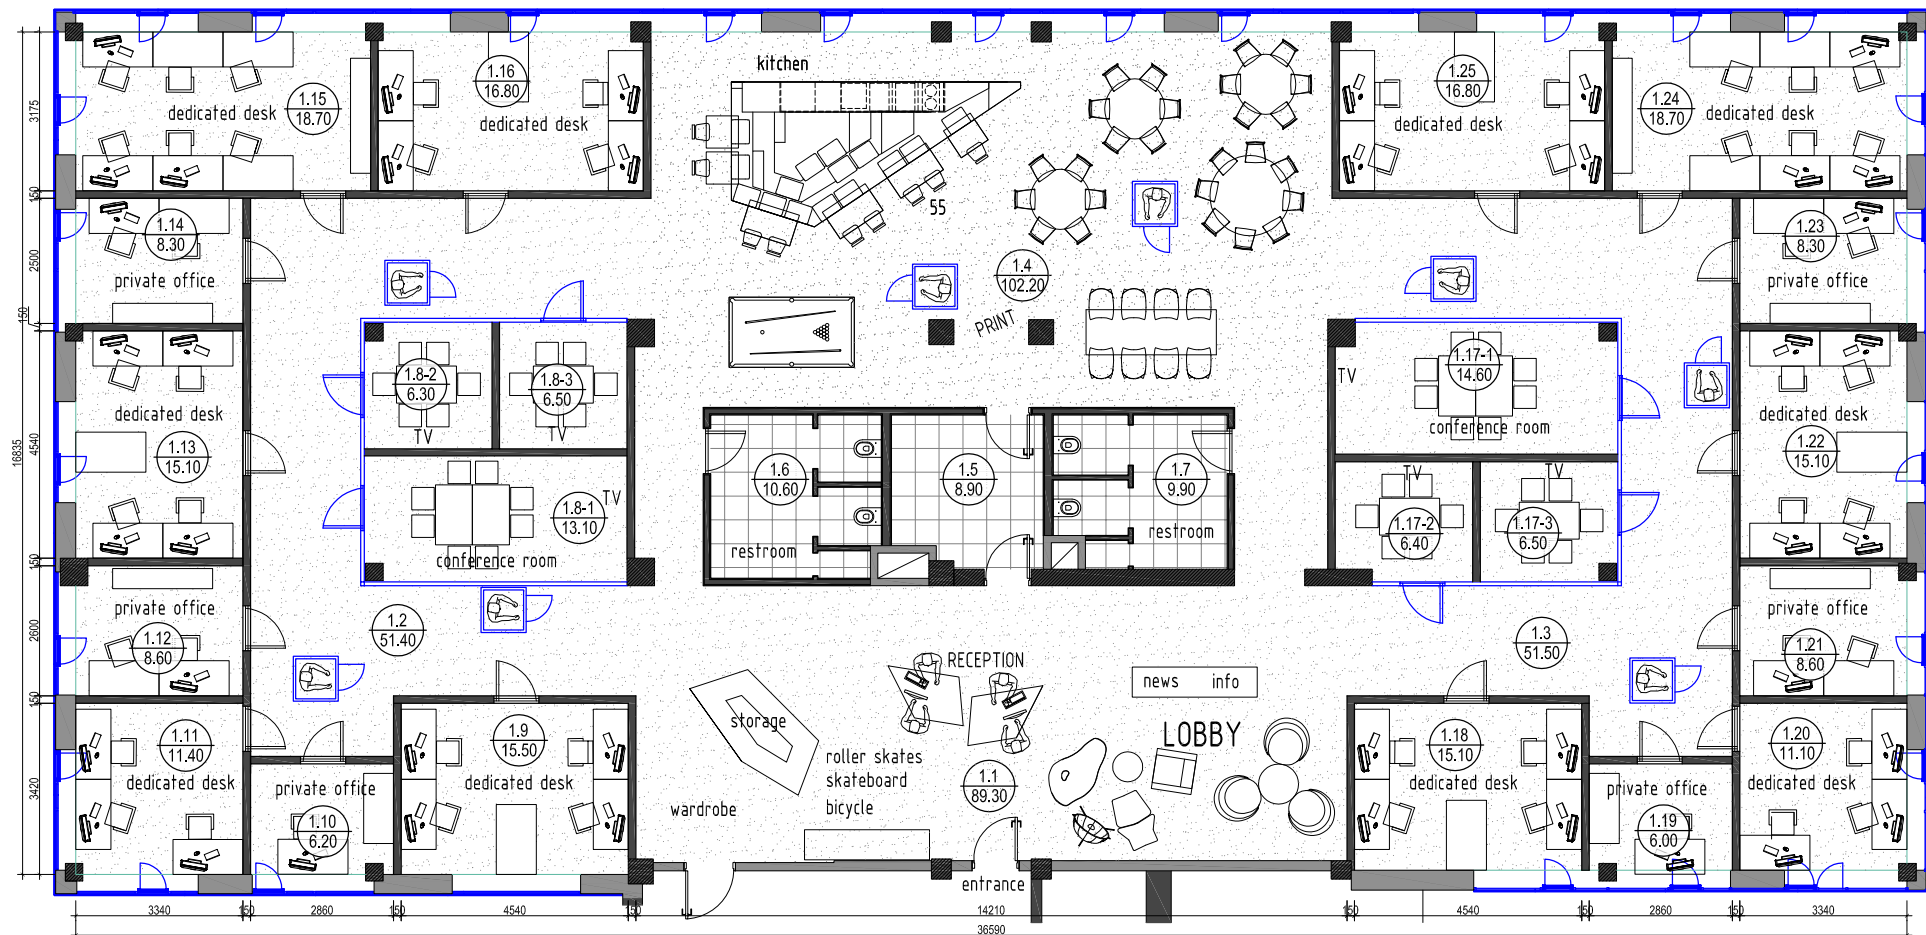 kitchen
1.15
18.70
dedicated desk
1.16
16.80
dedicated desk
1.25
16.80
dedicated desk
1.24
18.70
dedicated desk
55
1.14
8.30
private office
1.4
102.20
PRINT
1.23
8.30
private office
1.8-2
6.30
TV
1.8-3
6.50
TV
TV
1.17-1
14.60
conference room
dedicated desk
1.13
15.10
dedicated desk
1.22
15.10
1.6
10.60
restroom
1.5
8.90
1.7
9.90
restroom
1.8-1
13.10
TV
conference room
TV
1.17-2
6.40
TV
1.17-3
6.50
private office
1.12
8.60
1.2
51.40
1.3
51.50
private office
1.21
8.60
RECEPTION
news info
storage
LOBBY
1.11
11.40
dedicated desk
1.9
15.50
dedicated desk
private office
1.10
6.20
roller skates
skateboard
bicycle
wardrobe
1.1
89.30
entrance
1.18
15.10
dedicated desk
private office
1.19
6.00
1.20
11.10
dedicated desk
3175
150
2500
150
4540
150
2600
150
3420
16835
3340
150
2860
150
4540
150
14210
150
4540
150
2860
150
3340
36590